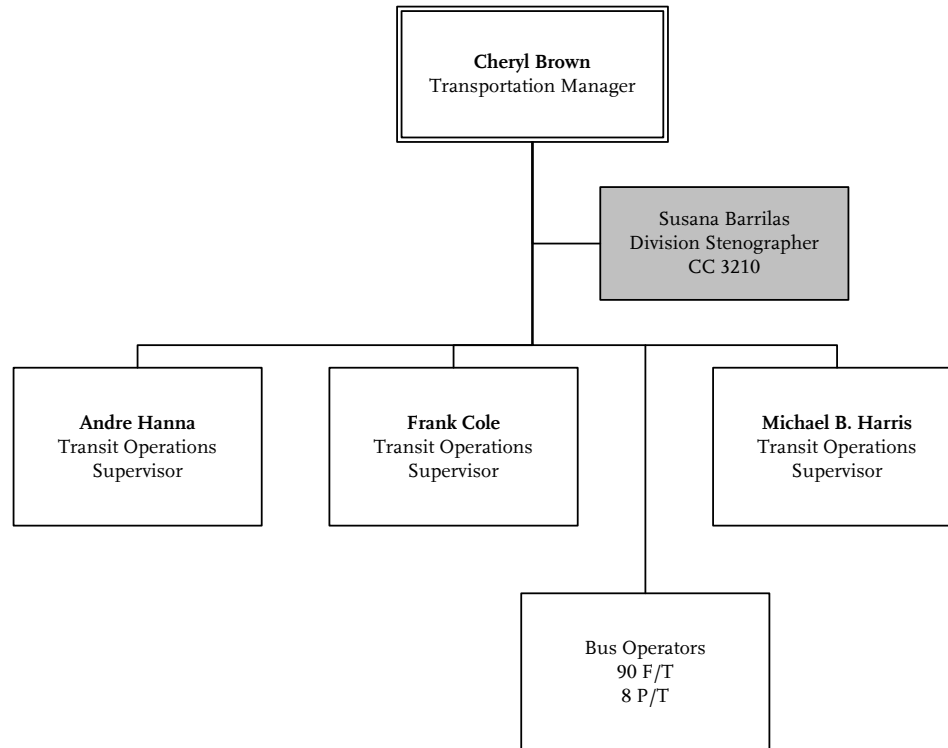 Cheryl Brown
Transportation Manager
Susana Barrilas
Division Stenographer
CC 3210
Andre Hanna
Transit Operations
Supervisor
Frank Cole
Transit Operations
Supervisor
Michael B. Harris
Transit Operations
Supervisor
Bus Operators
90 F/T
8 P/T